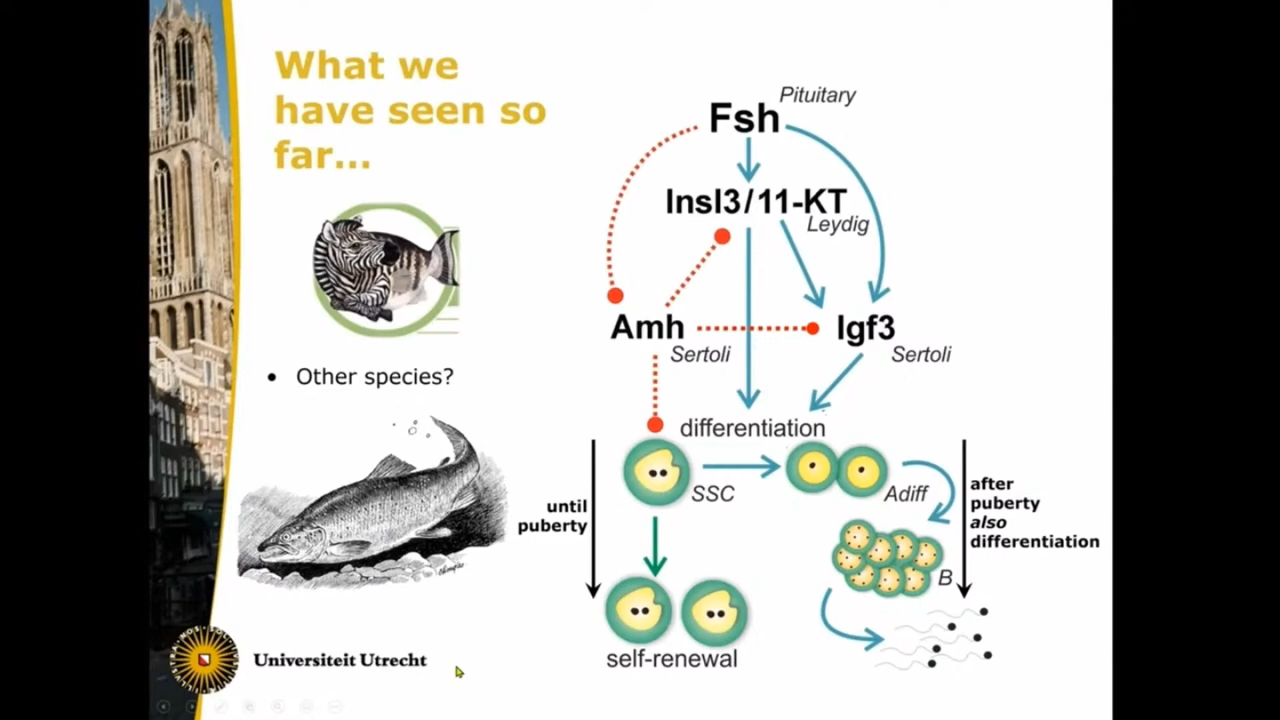 What we
have seen so
far...
• Other species?
Pituitary
Fsh
Insl3/11-KT
Leydig
Amh
Sertoli
Igf3
Sertoli
differentiation
SSC
Adiff
until
puberty
after
puberty
also
differentiation
B
self-renewal
Universiteit Utrecht